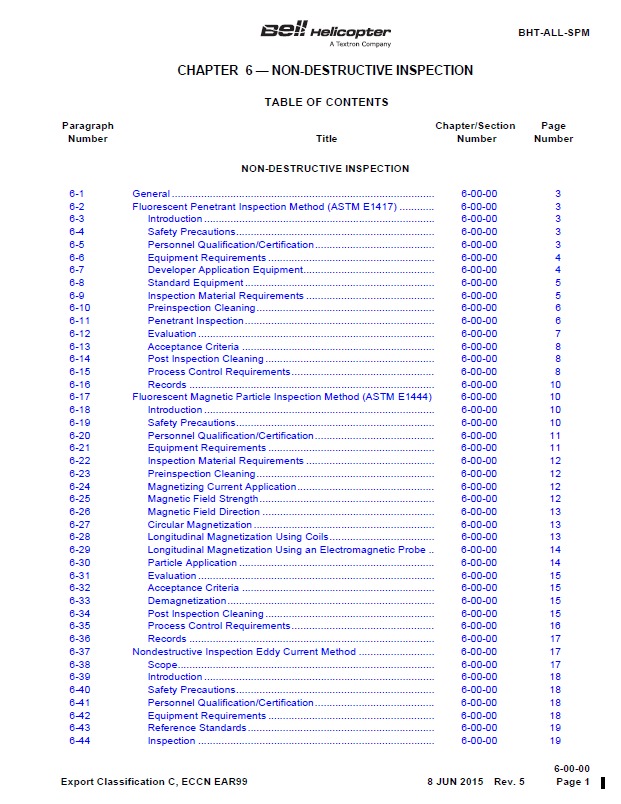 Bell Helicopter BHT-ALL-SPM
A Textron Company
CHAPTER 6 — NON-DESTRUCTIVE INSPECTION
TABLE OF CONTENTS
Paragraph Chapter/Section Page
Number Title Number Number
NON-DESTRUCTIVE INSPECTION
6-1 General ........ 6-00-00 3
6-2 Fluorescent Penetrant Inspection Method (ASTM E1417) ........ 6-00-00 3
6-3 Introduction ........ 6-00-00 3
6-4 Safety Precautions ........ 6-00-00 3
6-5 Personnel Qualification/Certification ........ 6-00-00 3
6-6 Equipment Requirements ........ 6-00-00 4
6-7 Developer Application Equipment ........ 6-00-00 4
6-8 Standard Equipment ........ 6-00-00 5
6-9 Inspection Material Requirements ........ 6-00-00 5
6-10 Preinspection Cleaning ........ 6-00-00 6
6-11 Penetrant Inspection ........ 6-00-00 6
6-12 Evaluation ........ 6-00-00 7
6-13 Acceptance Criteria ........ 6-00-00 8
6-14 Post Inspection Cleaning ........ 6-00-00 8
6-15 Process Control Requirements ........ 6-00-00 8
6-16 Records ........ 6-00-00 10
6-17 Fluorescent Magnetic Particle Inspection Method (ASTM E1444) 6-00-00 10
6-18 Introduction ........ 6-00-00 10
6-19 Safety Precautions ........ 6-00-00 10
6-20 Personnel Qualification/Certification ........ 6-00-00 11
6-21 Equipment Requirements ........ 6-00-00 11
6-22 Inspection Material Requirements ........ 6-00-00 12
6-23 Preinspection Cleaning ........ 6-00-00 12
6-24 Magnetizing Current Application ........ 6-00-00 12
6-25 Magnetic Field Strength ........ 6-00-00 12
6-26 Magnetic Field Direction ........ 6-00-00 13
6-27 Circular Magnetization ........ 6-00-00 13
6-28 Longitudinal Magnetization Using Coils ........ 6-00-00 13
6-29 Longitudinal Magnetization Using an Electromagnetic Probe .. 6-00-00 14
6-30 Particle Application ........ 6-00-00 14
6-31 Evaluation ........ 6-00-00 15
6-32 Acceptance Criteria ........ 6-00-00 15
6-33 Demagnetization ........ 6-00-00 15
6-34 Post Inspection Cleaning ........ 6-00-00 15
6-35 Process Control Requirements ........ 6-00-00 16
6-36 Records ........ 6-00-00 17
6-37 Nondestructive Inspection Eddy Current Method ........ 6-00-00 17
6-38 Scope ........ 6-00-00 17
6-39 Introduction ........ 6-00-00 18
6-40 Safety Precautions ........ 6-00-00 18
6-41 Personnel Qualification/Certification ........ 6-00-00 18
6-42 Equipment Requirements ........ 6-00-00 18
6-43 Reference Standards ........ 6-00-00 19
6-44 Inspection ........ 6-00-00 19
6-00-00
Export Classification C, ECCN EAR99 8 JUN 2015 Rev. 5 Page 1